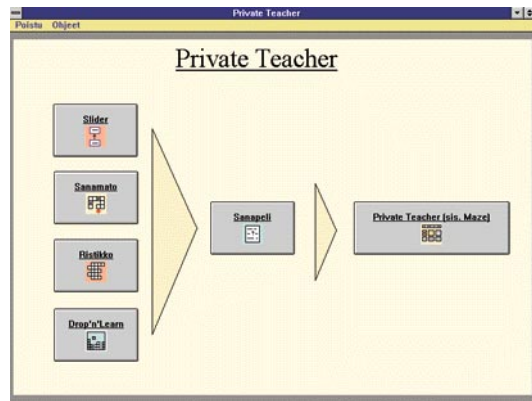 Private Teacher
Poistu Ohjeet
Private Teacher
Slider
Sanamato
Ristikko
Drop'n'Learn
Sanapeli
Private Teacher (sis. Maze)